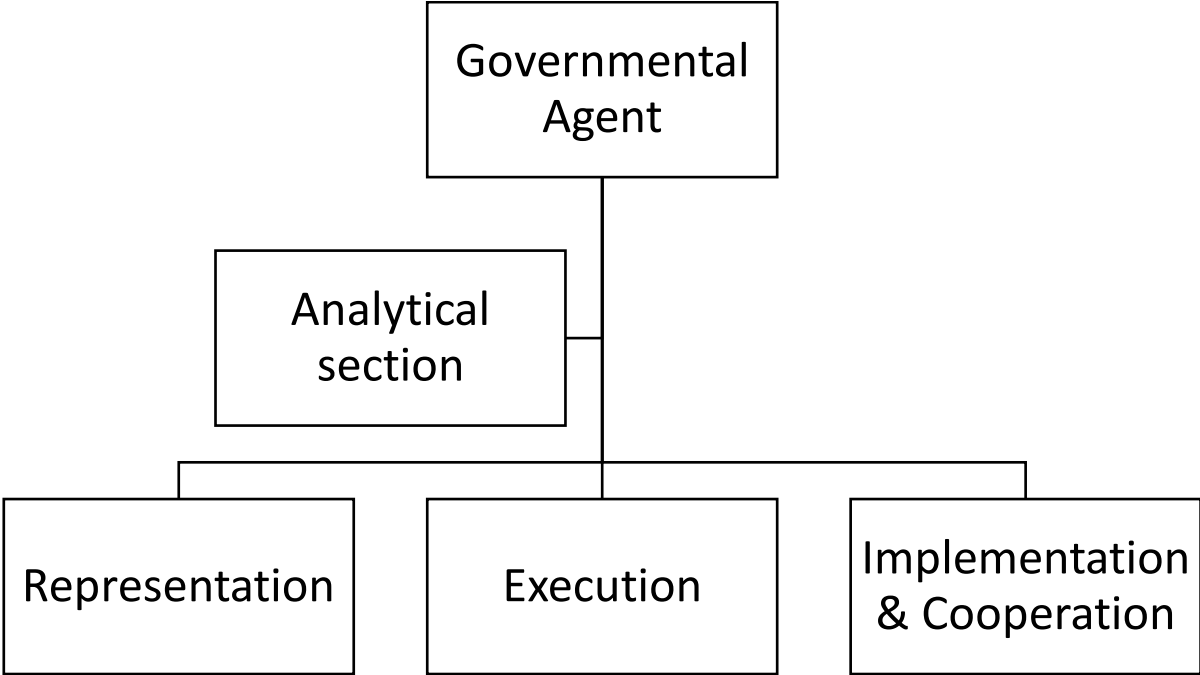 Governmental
Agent
Analytical
section
Representation
Execution
Implementation
& Cooperation